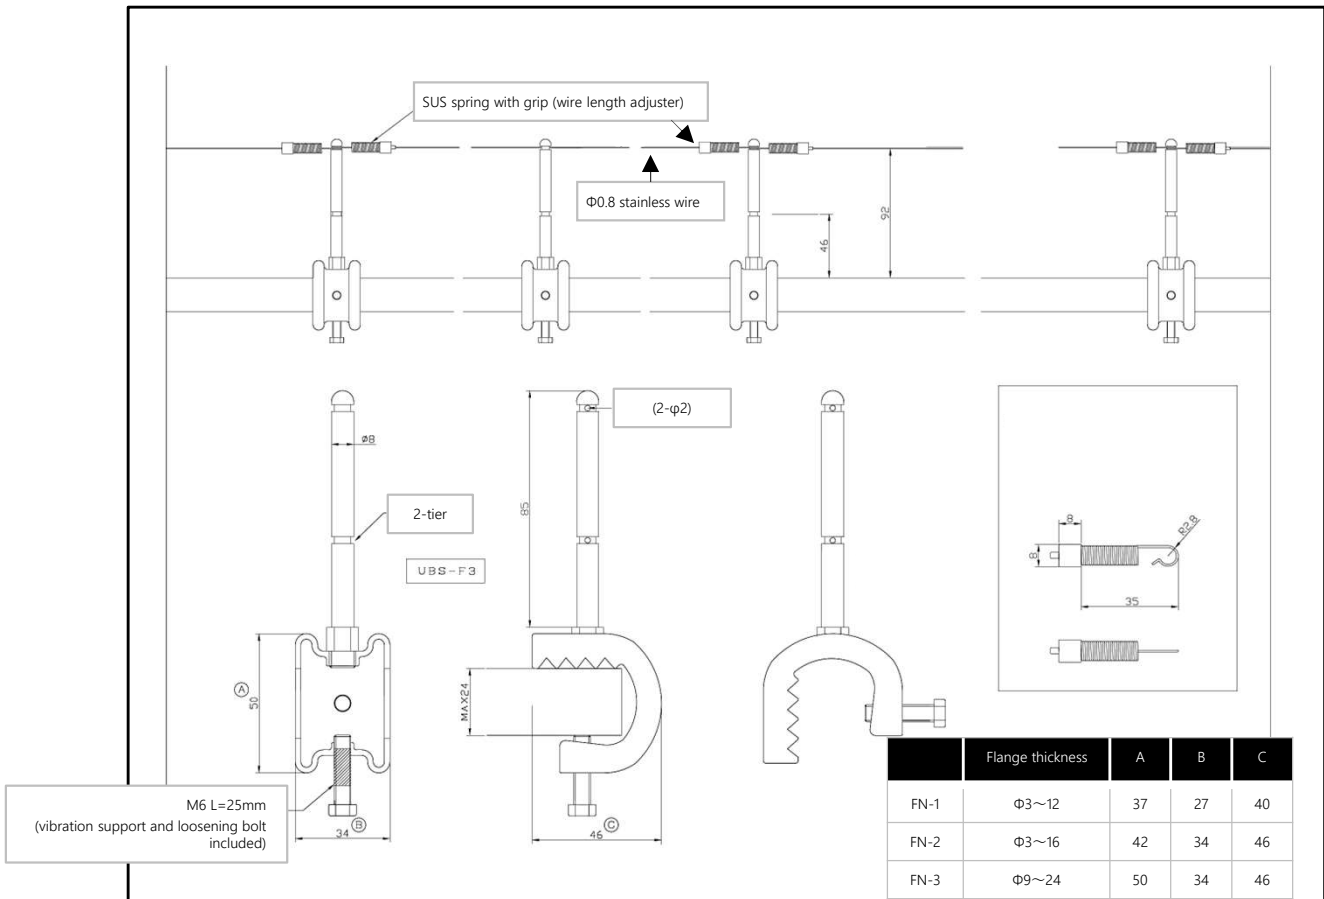 SUS spring with grip (wire length adjuster)
Φ0.8 stainless wire
92
46
(2-φ2)
ø8
85
2-tier
UBS-F3
8
R2.8
8
35
A
50
MAX24
M6 L=25mm
(vibration support and loosening bolt
included)
B
34
C
46
Flange thickness A B C
FN-1 Φ3～12 37 27 40
FN-2 Φ3～16 42 34 46
FN-3 Φ9～24 50 34 46